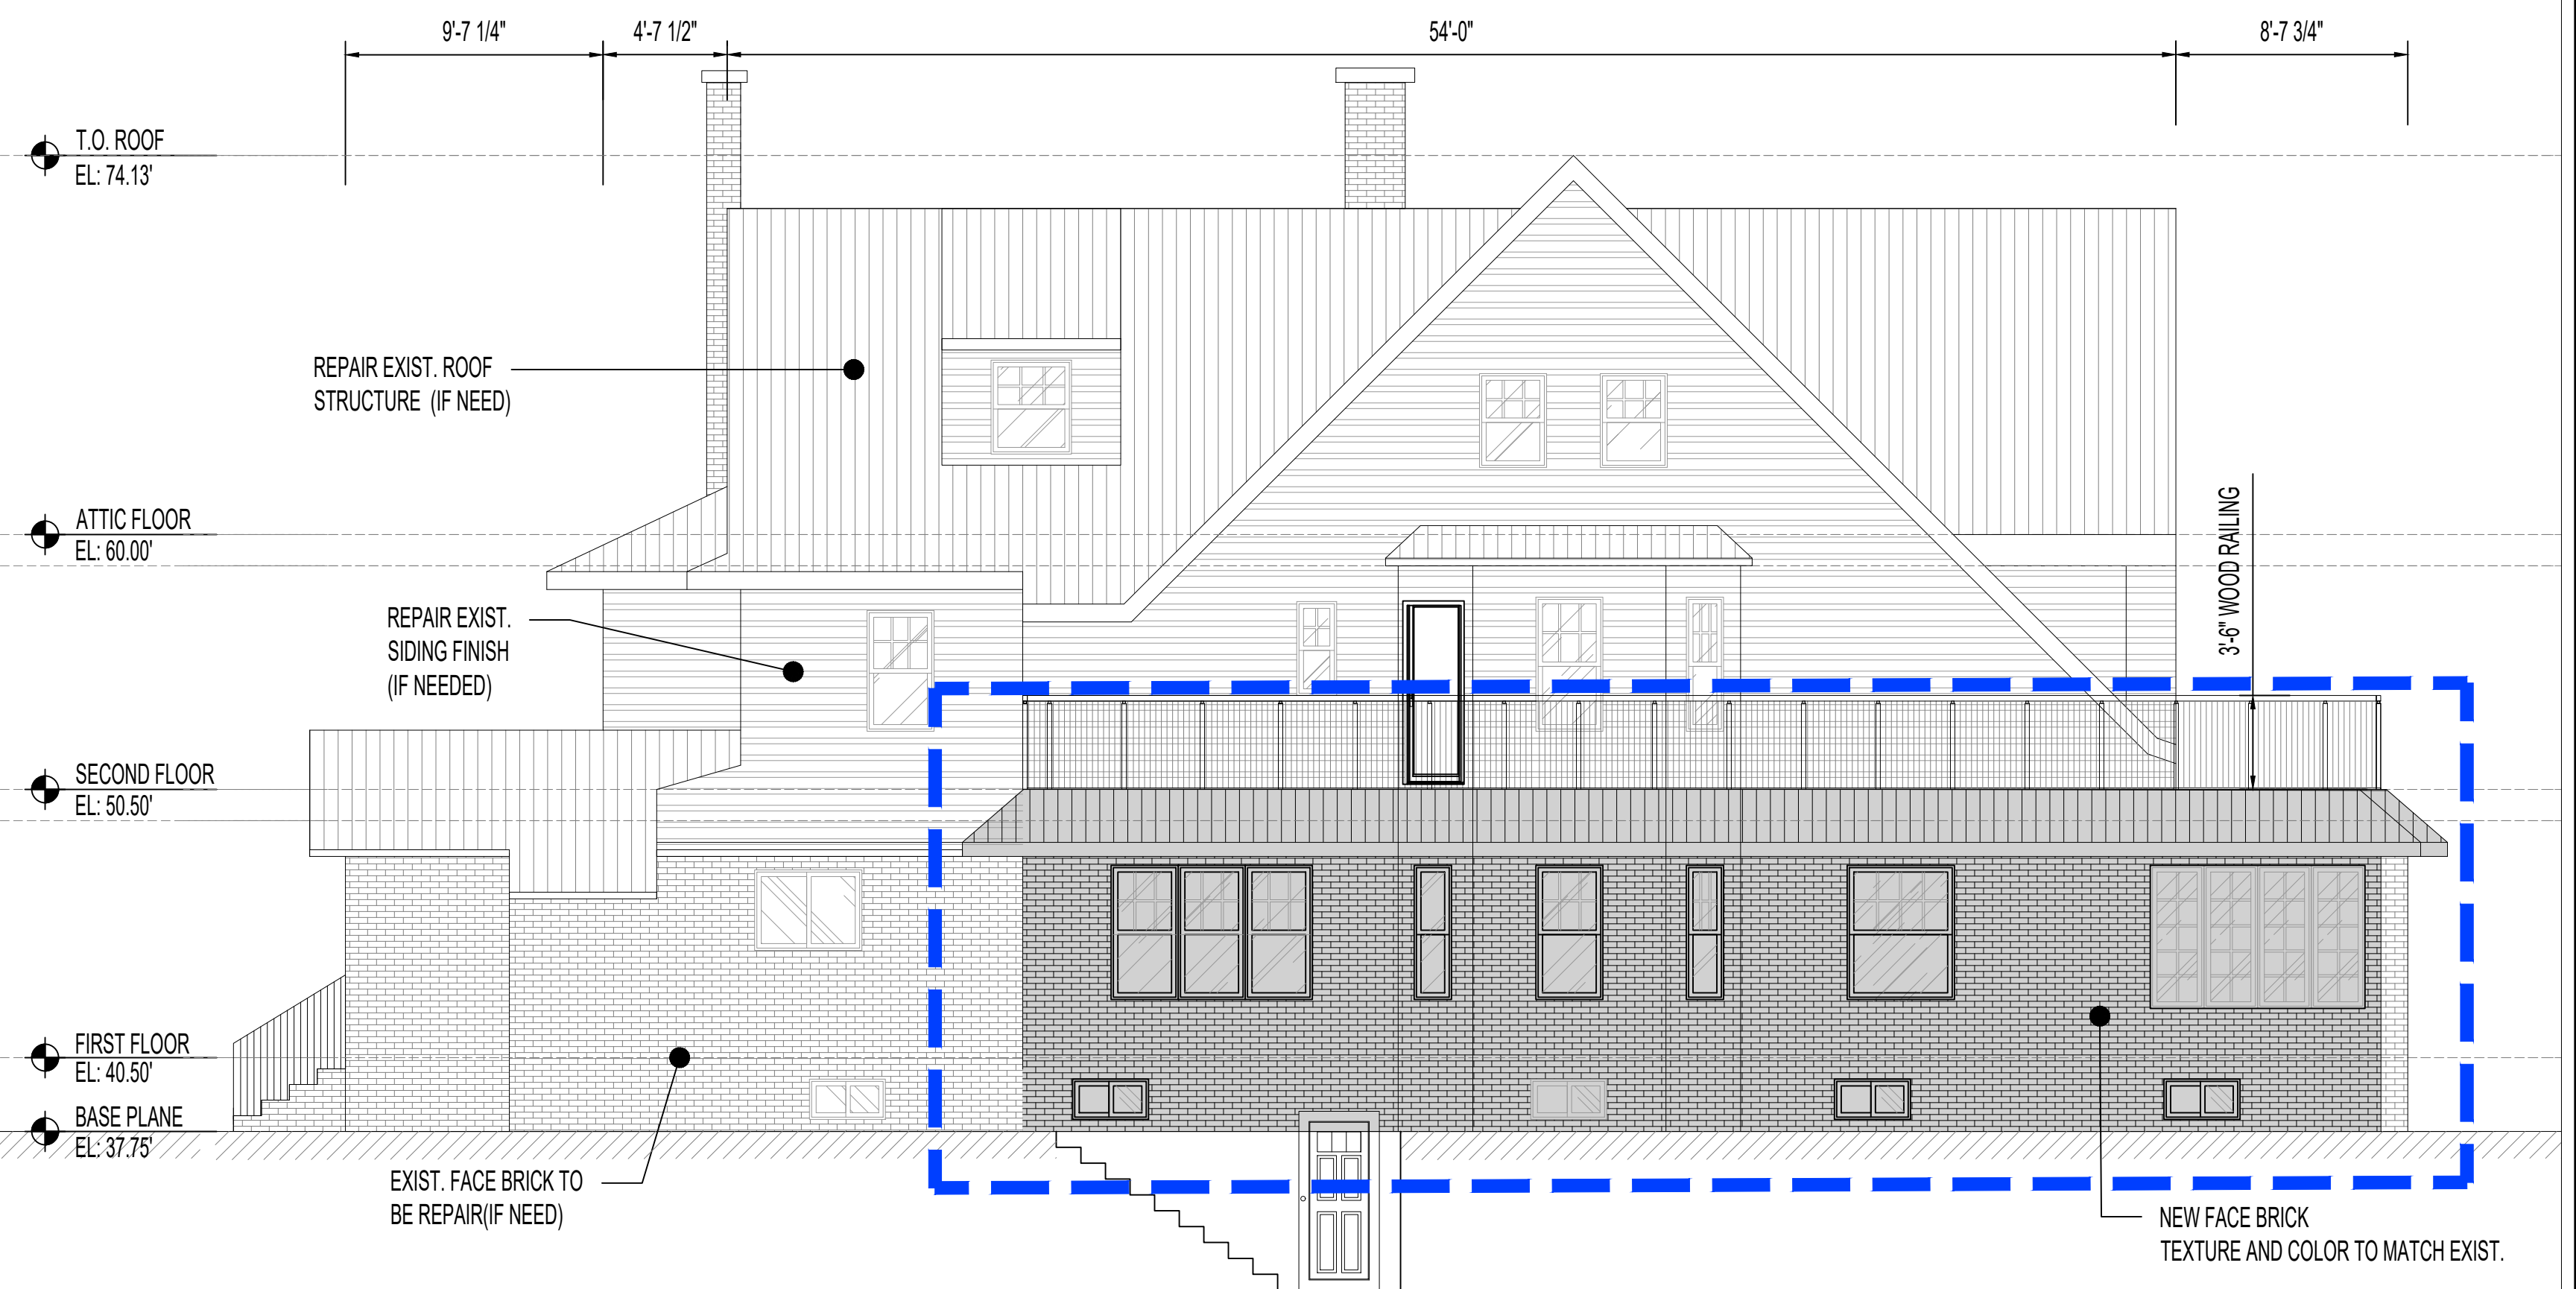 9'-7 1/4"
4'-7 1/2"
54'-0"
8'-7 3/4"
T.O. ROOF
EL: 74.13'
REPAIR EXIST. ROOF
STRUCTURE (IF NEED)
ATTIC FLOOR
EL: 60.00'
3'-6" WOOD RAILING
REPAIR EXIST.
SIDING FINISH
(IF NEEDED)
SECOND FLOOR
EL: 50.50'
FIRST FLOOR
EL: 40.50'
BASE PLANE
EL: 37.75'
EXIST. FACE BRICK TO
BE REPAIR(IF NEED)
NEW FACE BRICK
TEXTURE AND COLOR TO MATCH EXIST.